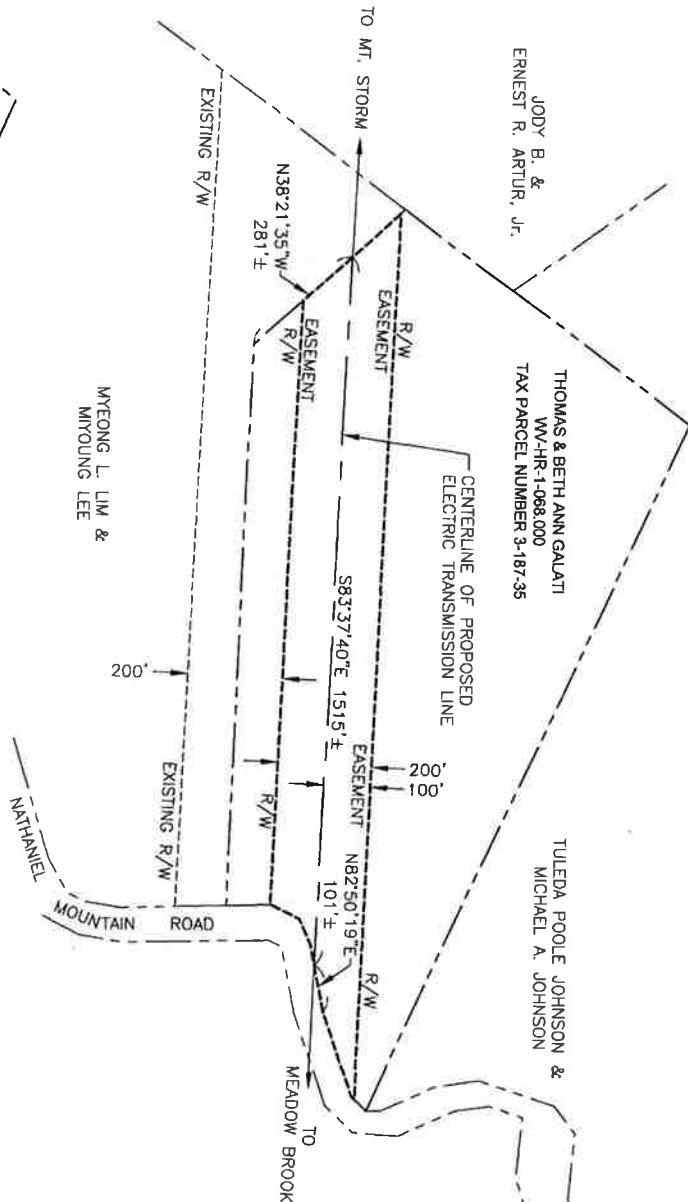 TO MT. STORM
JODY B. &
ERNEST R. ARTUR, Jr.
EXISTING R/W
N38°21'35"W
281'±
R/W
EASEMENT
EASEMENT
R/W
THOMAS & BETH ANN GALATI
WV-HR-1-068.000
TAX PARCEL NUMBER 3-187-35
CENTERLINE OF PROPOSED
ELECTRIC TRANSMISSION LINE
MYEONG L. LIM &
MIYOUNG LEE
S83°37'40"E 1515'±
200'
200'
100'
EASEMENT
R/W
EXISTING R/W
R/W
N82°50'19"E
101'±
TULEDA POOLE JOHNSON &
MICHAEL A. JOHNSON
NATHANIEL
MOUNTAIN ROAD
TO
MEADOW BROOK